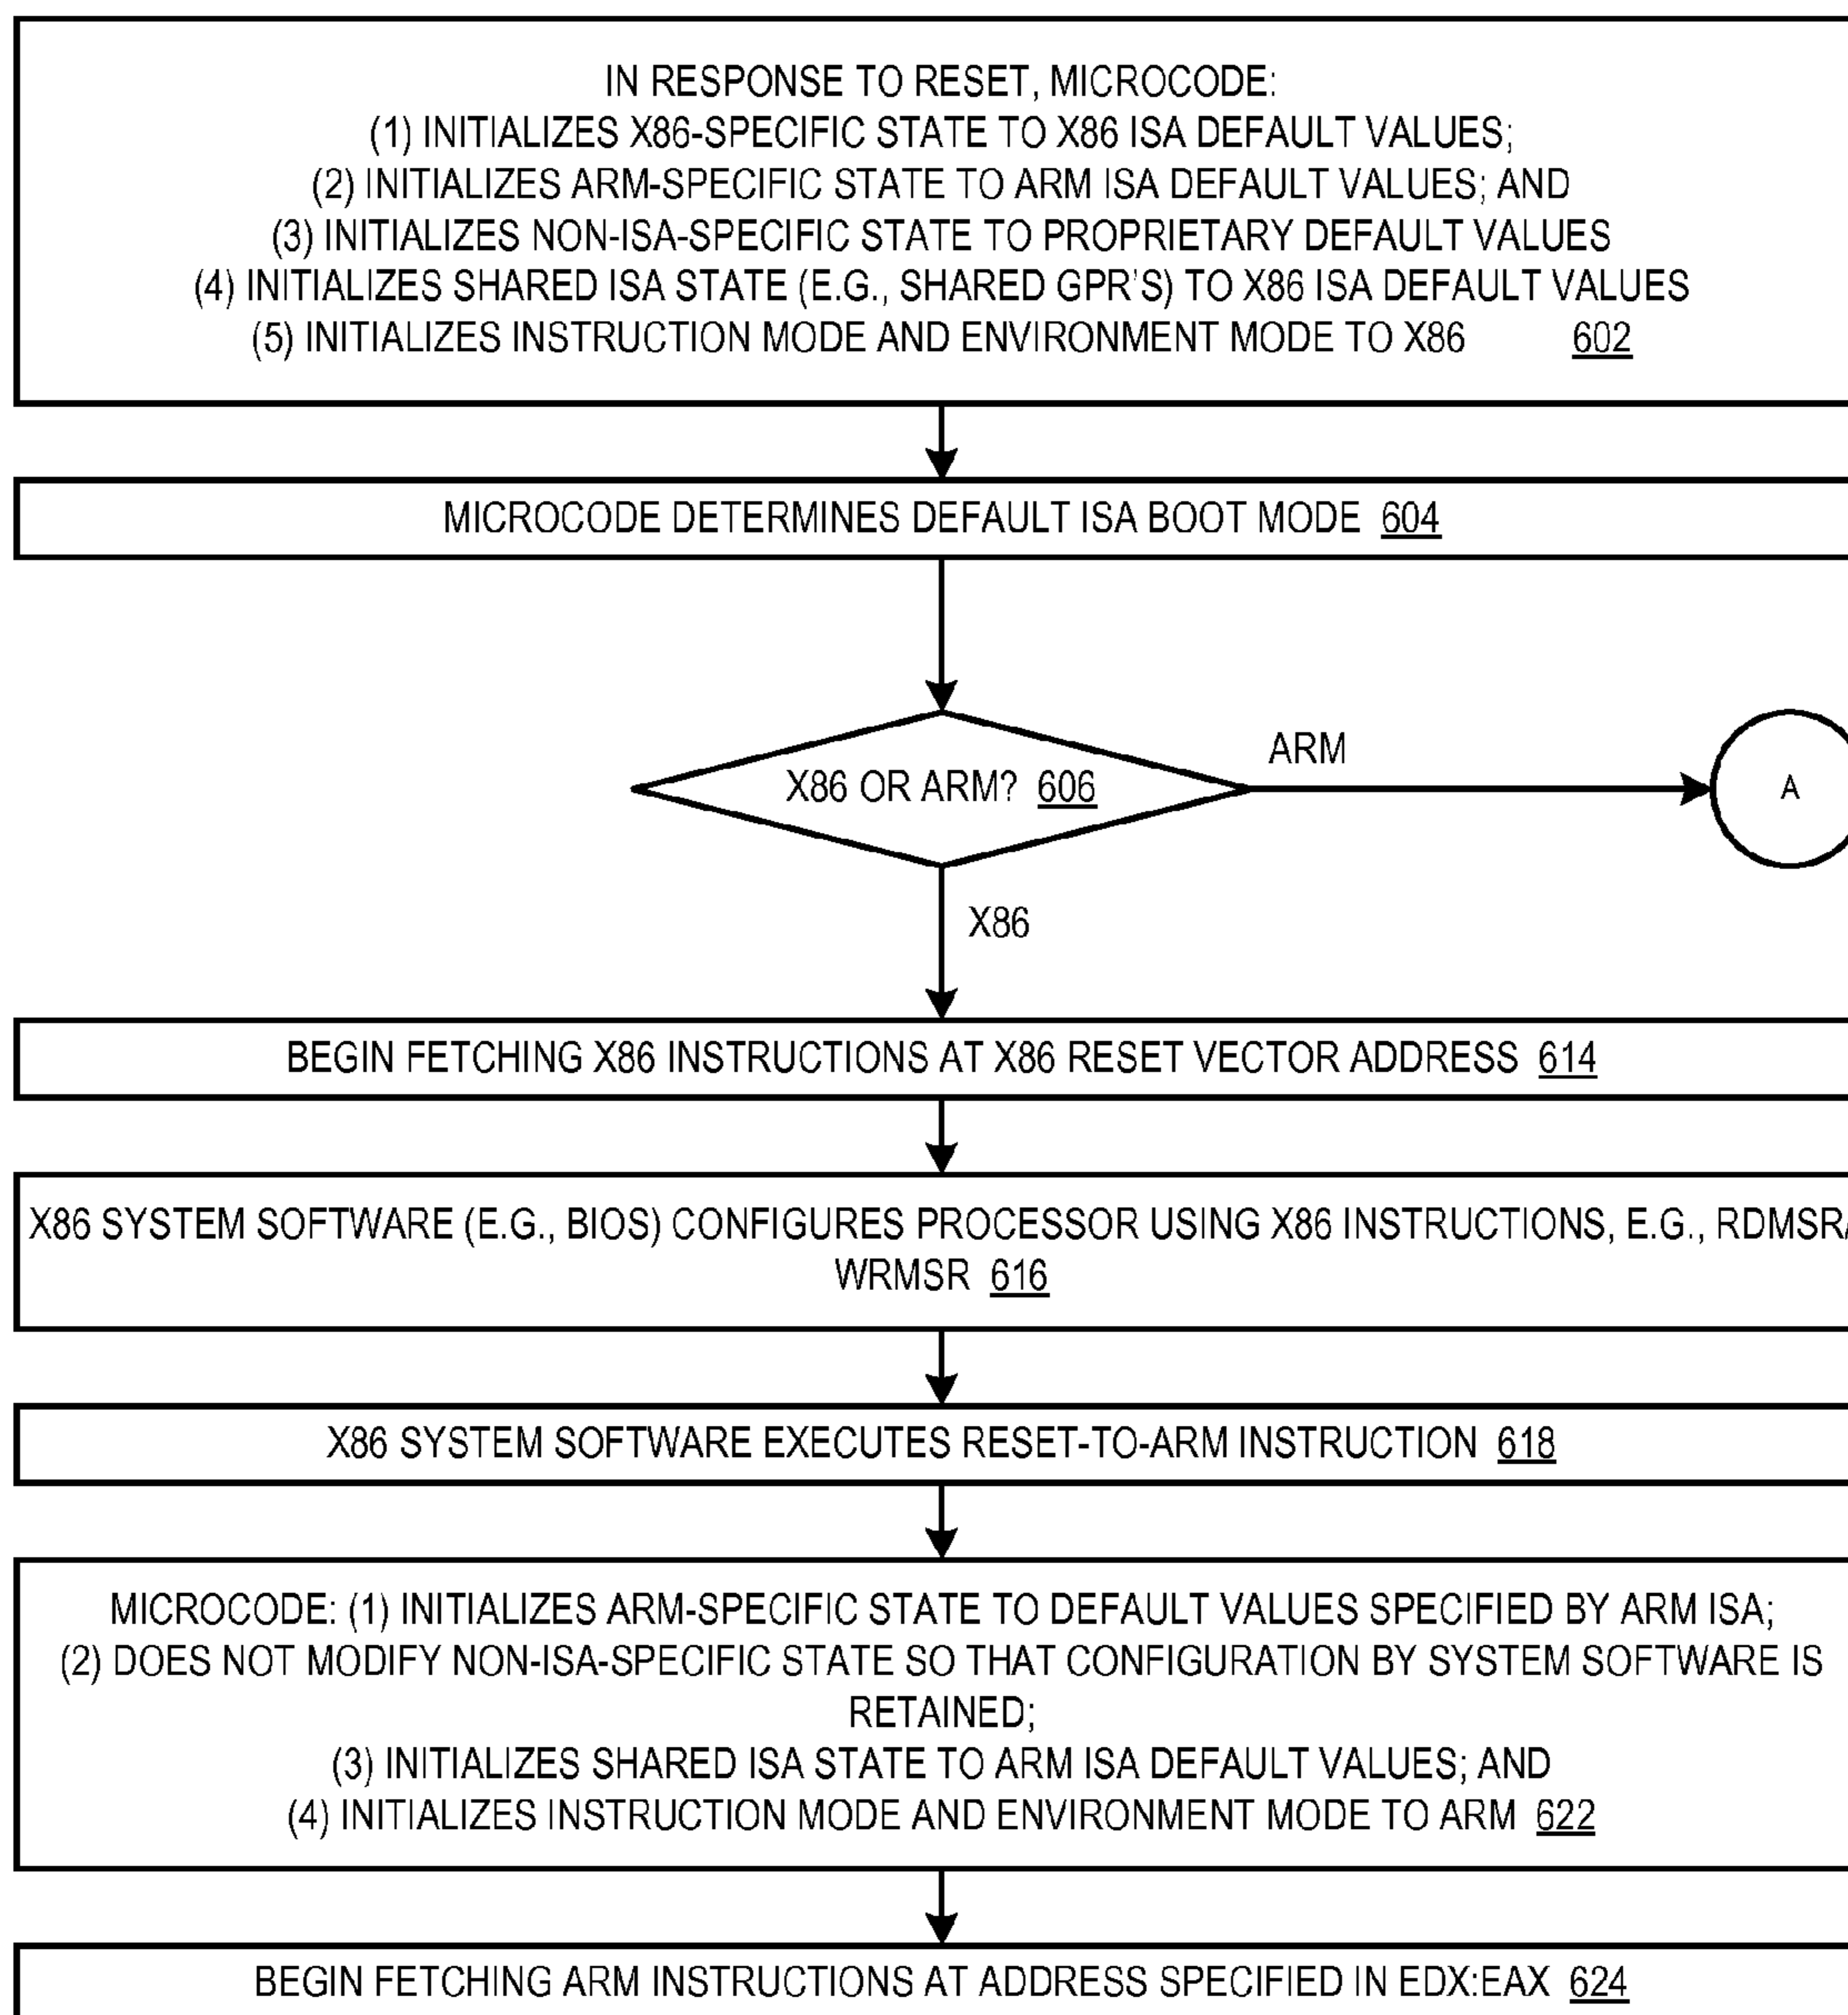 IN RESPONSE TO RESET, MICROCODE:
(1) INITIALIZES X86-SPECIFIC STATE TO X86 ISA DEFAULT VALUES;
(2) INITIALIZES ARM-SPECIFIC STATE TO ARM ISA DEFAULT VALUES; AND
(3) INITIALIZES NON-ISA-SPECIFIC STATE TO PROPRIETARY DEFAULT VALUES
(4) INITIALIZES SHARED ISA STATE (E.G., SHARED GPR'S) TO X86 ISA DEFAULT VALUES
(5) INITIALIZES INSTRUCTION MODE AND ENVIRONMENT MODE TO X86 602
MICROCODE DETERMINES DEFAULT ISA BOOT MODE 604
ARM
X86 OR ARM? 606
A
X86
BEGIN FETCHING X86 INSTRUCTIONS AT X86 RESET VECTOR ADDRESS 614
X86 SYSTEM SOFTWARE (E.G., BIOS) CONFIGURES PROCESSOR USING X86 INSTRUCTIONS, E.G., RDMSR/
WRMSR 616
X86 SYSTEM SOFTWARE EXECUTES RESET-TO-ARM INSTRUCTION 618
MICROCODE: (1) INITIALIZES ARM-SPECIFIC STATE TO DEFAULT VALUES SPECIFIED BY ARM ISA;
(2) DOES NOT MODIFY NON-ISA-SPECIFIC STATE SO THAT CONFIGURATION BY SYSTEM SOFTWARE IS
RETAINED;
(3) INITIALIZES SHARED ISA STATE TO ARM ISA DEFAULT VALUES; AND
(4) INITIALIZES INSTRUCTION MODE AND ENVIRONMENT MODE TO ARM 622
BEGIN FETCHING ARM INSTRUCTIONS AT ADDRESS SPECIFIED IN EDX:EAX 624